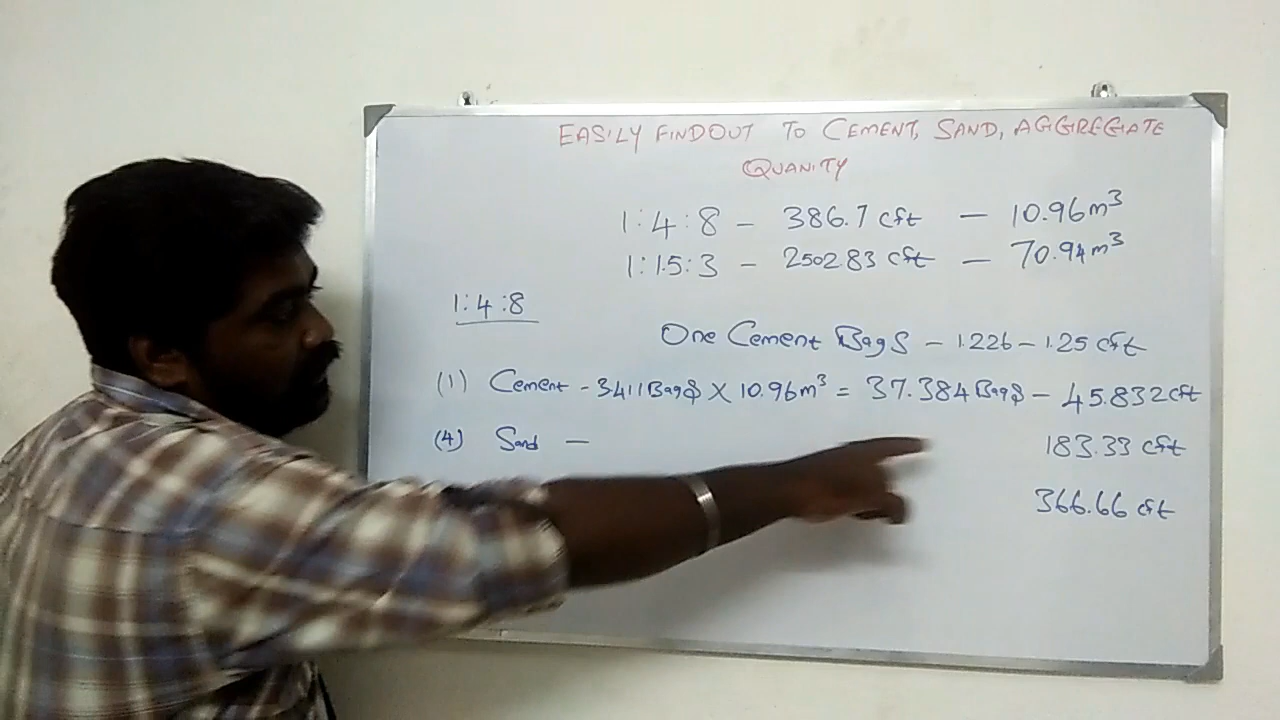 EASILY FINDOUT TO CEMENT, SAND, AGGREGATE
QUANITY
1:4:8 - 386.7 cft - 10.96m³
1:1.5:3 - 2502.83 cft - 70.94m³
1:4:8
One Cement Bags - 1.226 - 1.25 cft
(1) Cement - 3.411 Bags × 10.96m³ = 37.384 Bags - 45.832 cft
(4) Sand - 183.33 cft
366.66 cft